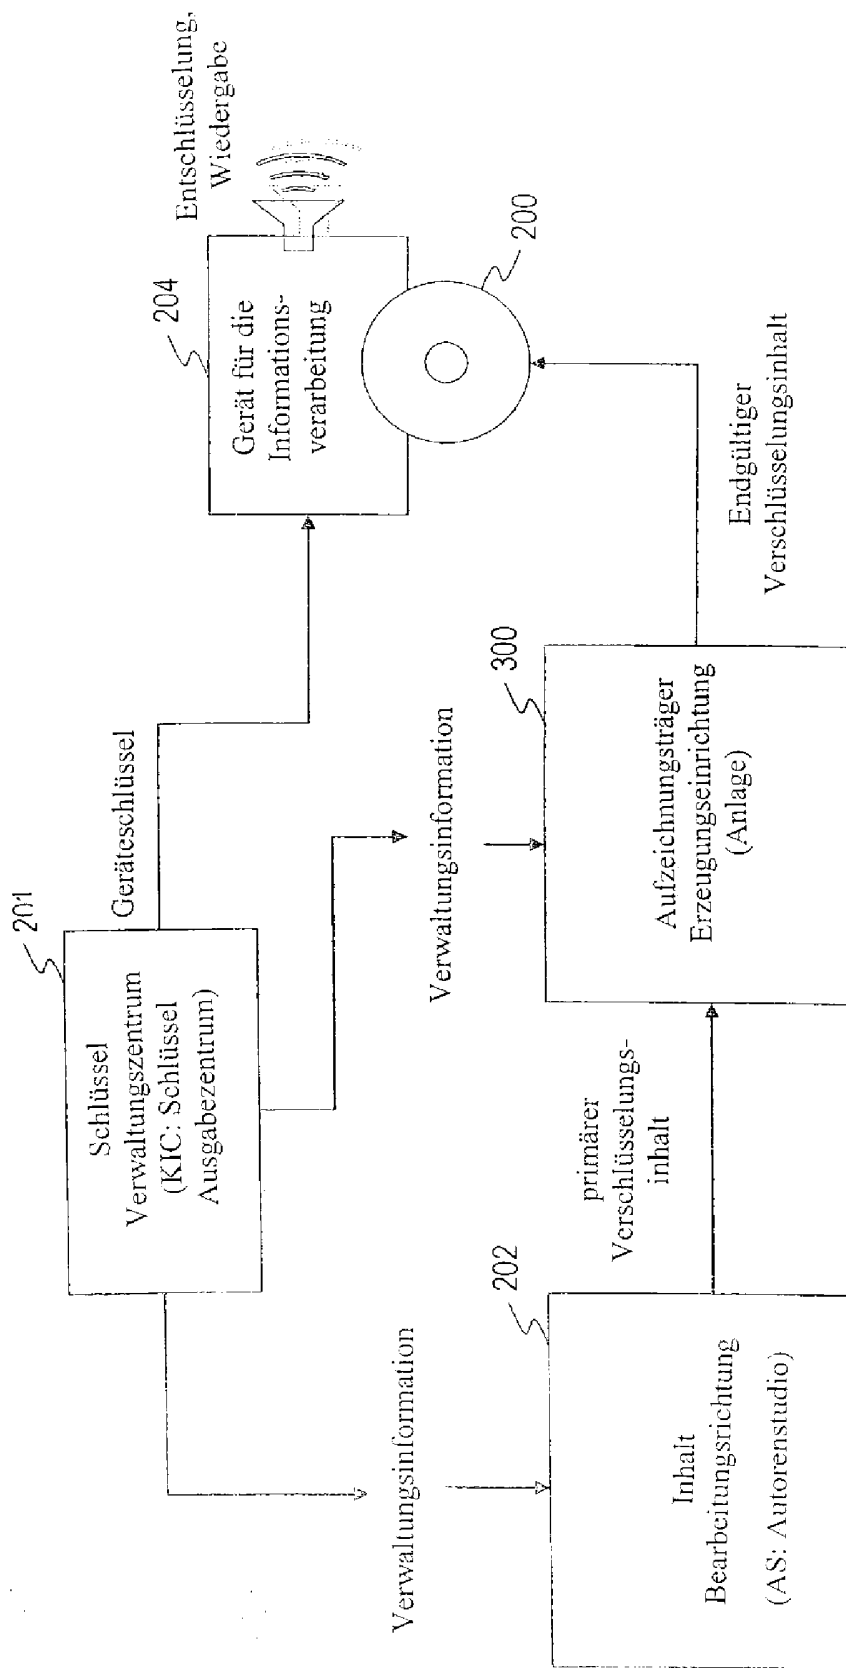 201
Schlüssel
Verwaltungszentrum
(KIC: Schlüssel
Ausgabezentrum)
Geräteschlüssel
204
Gerät für die
Informations-
verarbeitung
Entschlüsselung,
Wiedergabe
200
Verwaltungsinformation
Verwaltungsinformation
202
Inhalt
Bearbeitungsrichtung
(AS: Autorenstudio)
primärer
Verschlüsselungs-
inhalt
300
Aufzeichnungsträger
Erzeugungseinrichtung
(Anlage)
Endgültiger
Verschlüsselungsinhalt